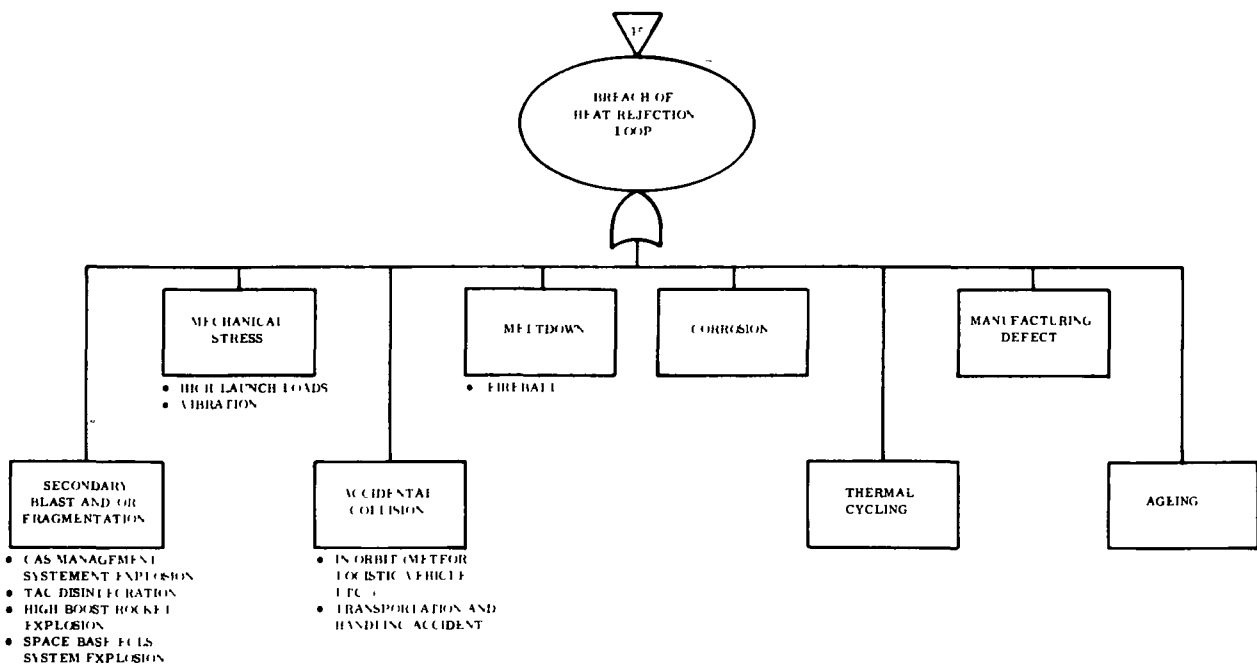 BREACH OF
HEAT REJECTION
LOOP
MECHANICAL
STRESS
• HIGH LAUNCH LOADS
• VIBRATION
MELTDOWN
• FIREBALL
CORROSION
MANUFACTURING
DEFECT
SECONDARY
BLAST AND OR
FRAGMENTATION
• GAS MANAGEMENT
SYSTEMENT EXPLOSION
• TAC DISINTEGRATION
• HIGH BOOST ROCKET
EXPLOSION
• SPACE BASE ECLS
SYSTEM EXPLOSION
ACCIDENTAL
COLLISION
• IN ORBIT (METEOR
LOGISTIC VEHICLE
ETC )
• TRANSPORTATION AND
HANDLING ACCIDENT
THERMAL
CYCLING
AGEING